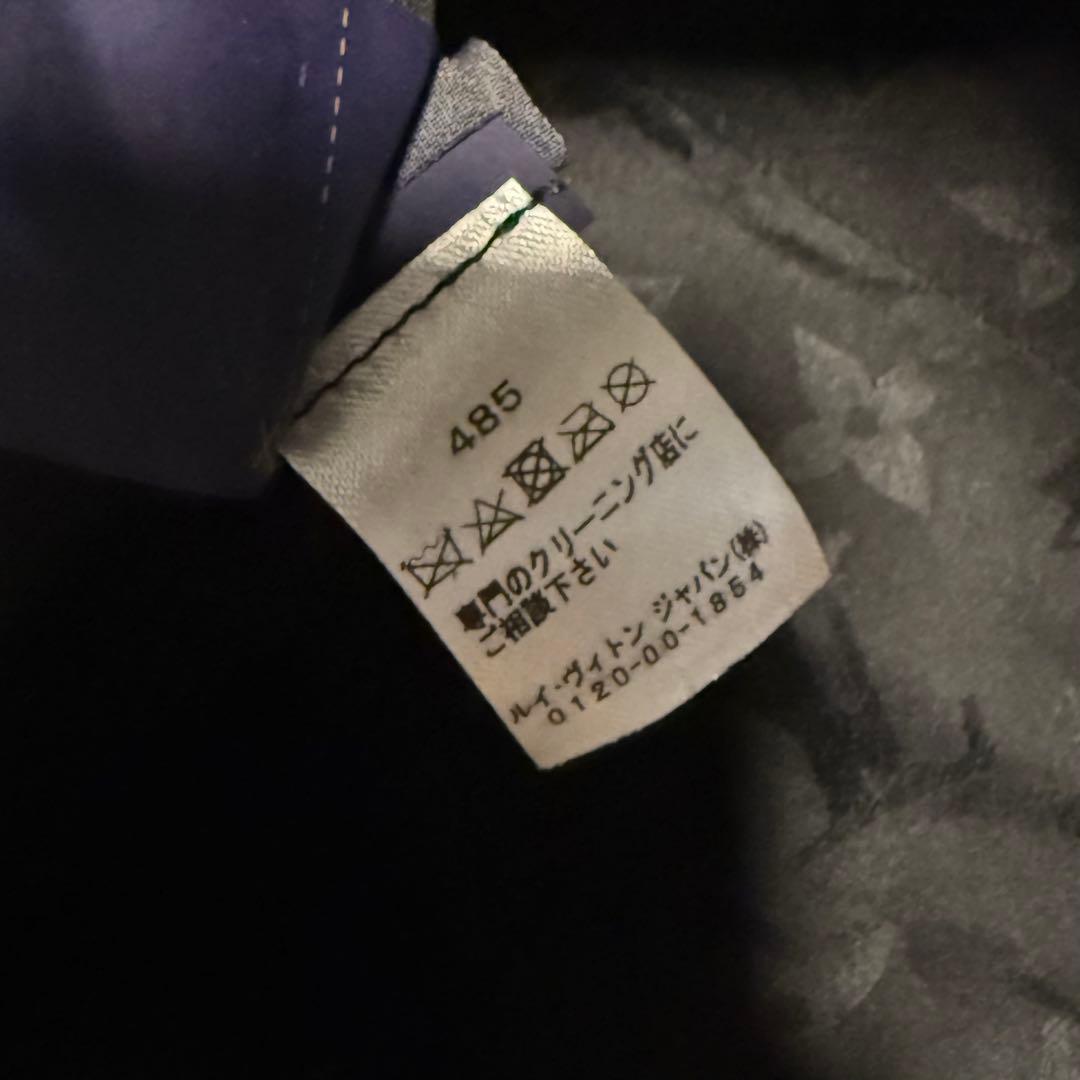 485
専門のクリーニング店に
ご相談下さい
ルイ・ヴィトン ジャパン(株)
0120-00-1854